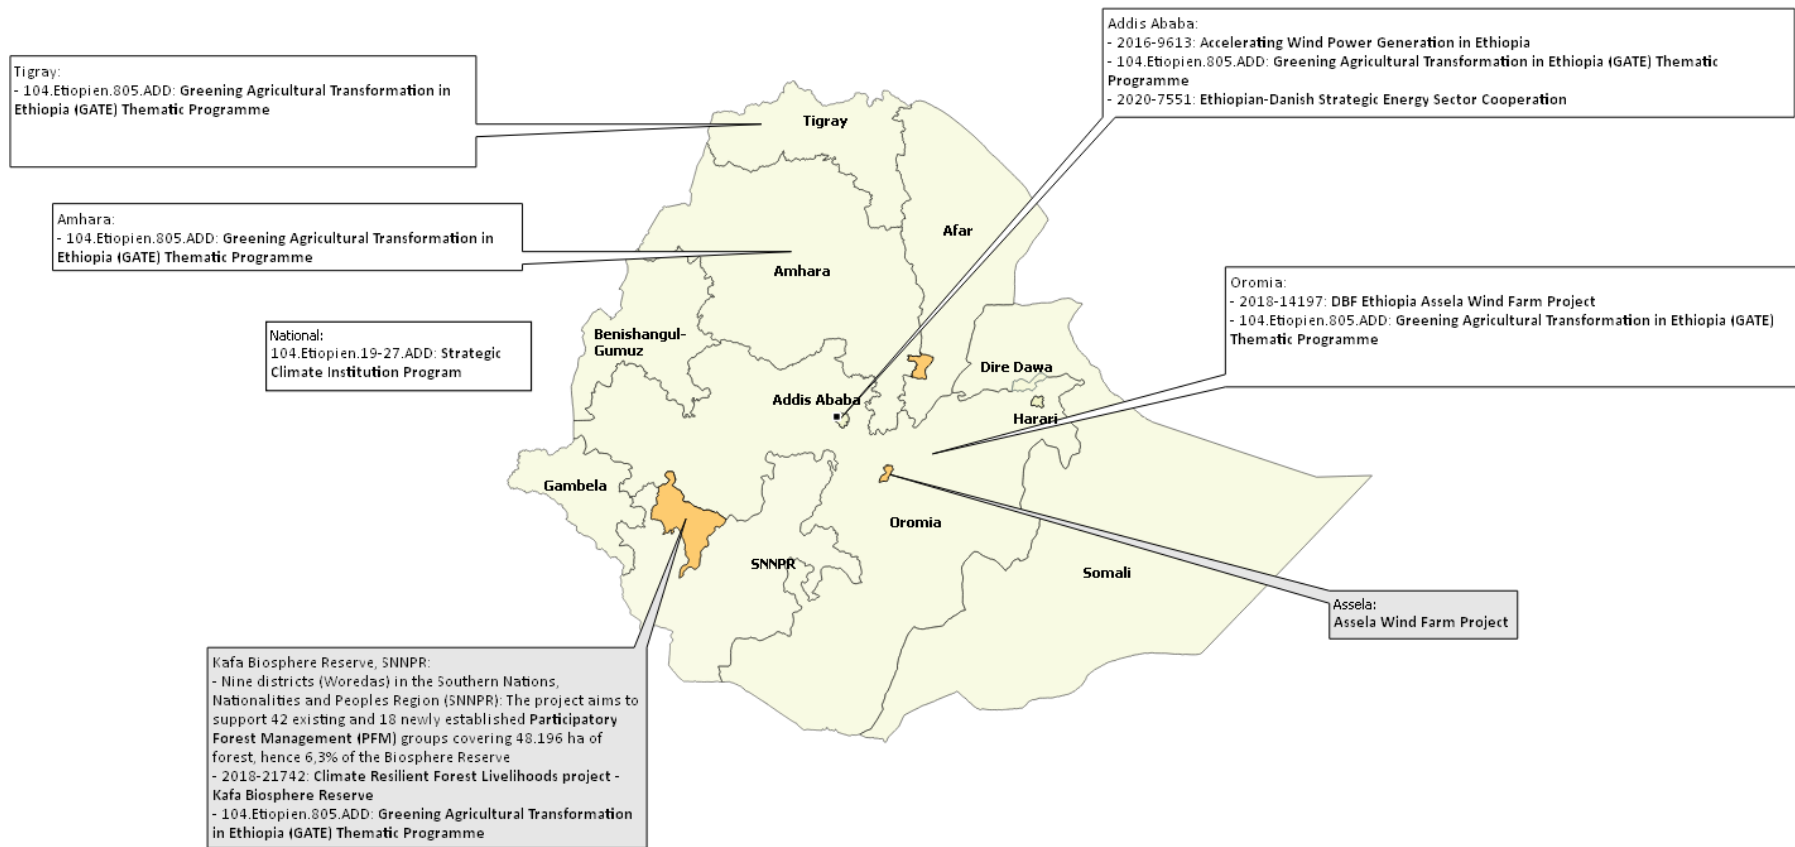 Addis Ababa:
- 2016-9613: Accelerating Wind Power Generation in Ethiopia
- 104.Etiopien.805.ADD: Greening Agricultural Transformation in Ethiopia (GATE) Thematic
Programme
- 2020-7551: Ethiopian-Danish Strategic Energy Sector Cooperation
Tigray:
- 104.Etiopien.805.ADD: Greening Agricultural Transformation in
Ethiopia (GATE) Thematic Programme
Tigray
Amhara:
- 104.Etiopien.805.ADD: Greening Agricultural Transformation in
Ethiopia (GATE) Thematic Programme
Afar
Amhara
Oromia:
- 2018-14197: DBF Ethiopia Assela Wind Farm Project
- 104.Etiopien.805.ADD: Greening Agricultural Transformation in Ethiopia (GATE)
Thematic Programme
National:
104.Etiopien.19-27.ADD: Strategic
Climate Institution Program
Benishangul-
Gumuz
Dire Dawa
Addis Ababa
Harari
Gambela
Oromia
SNNPR
Somali
Assela:
Assela Wind Farm Project
Kafa Biosphere Reserve, SNNPR:
- Nine districts (Woredas) in the Southern Nations,
Nationalities and Peoples Region (SNNPR): The project aims to
support 42 existing and 18 newly established Participatory
Forest Management (PFM) groups covering 48.196 ha of
forest, hence 6,3% of the Biosphere Reserve
- 2018-21742: Climate Resilient Forest Livelihoods project -
Kafa Biosphere Reserve
- 104.Etiopien.805.ADD: Greening Agricultural Transformation
in Ethiopia (GATE) Thematic Programme